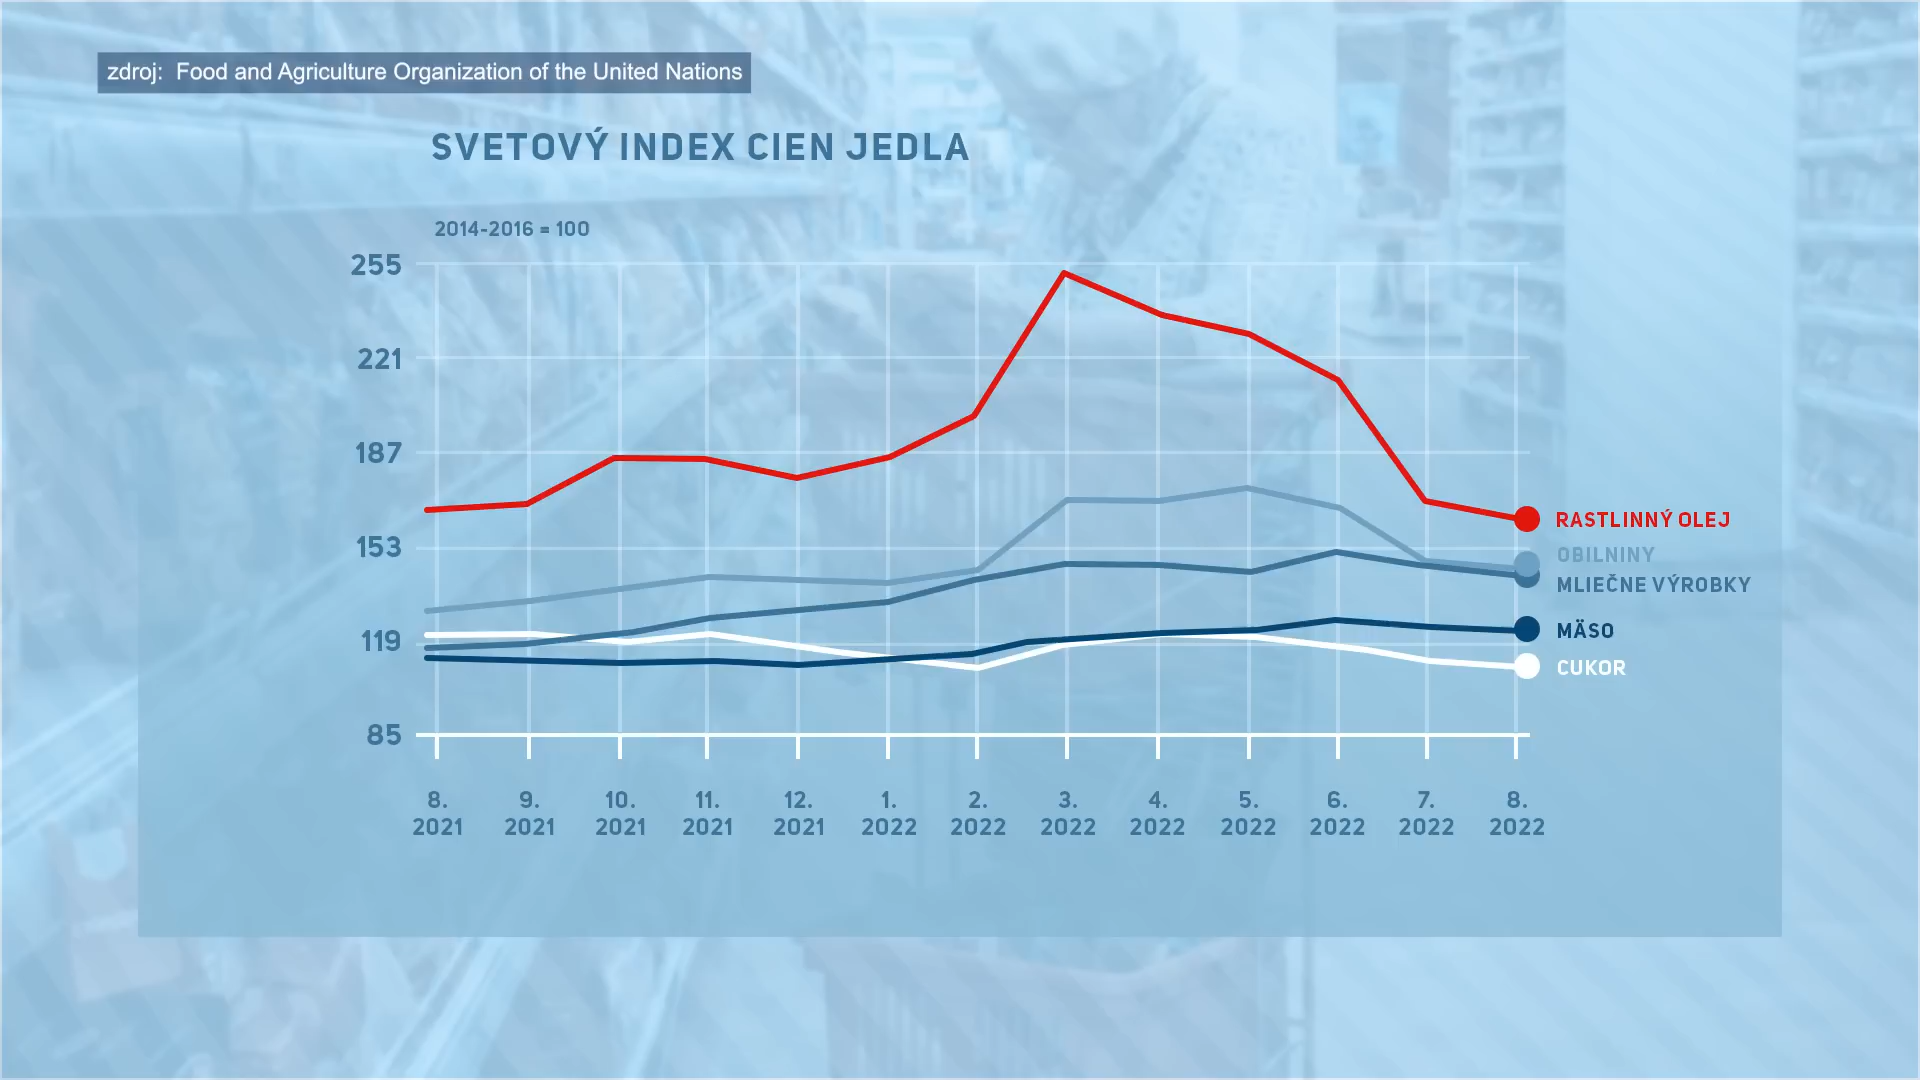 zdroj:  Food and Agriculture Organization of the United Nations
SVETOVÝ INDEX CIEN JEDLA
2014-2016 = 100
255
221
187
153
119
85
RASTLINNÝ OLEJ
OBILNINY
MLIEČNE VÝROBKY
MÄSO
CUKOR
8. 9. 10. 11. 12. 1. 2. 3. 4. 5. 6. 7. 8.
2021 2021 2021 2021 2021 2022 2022 2022 2022 2022 2022 2022 2022